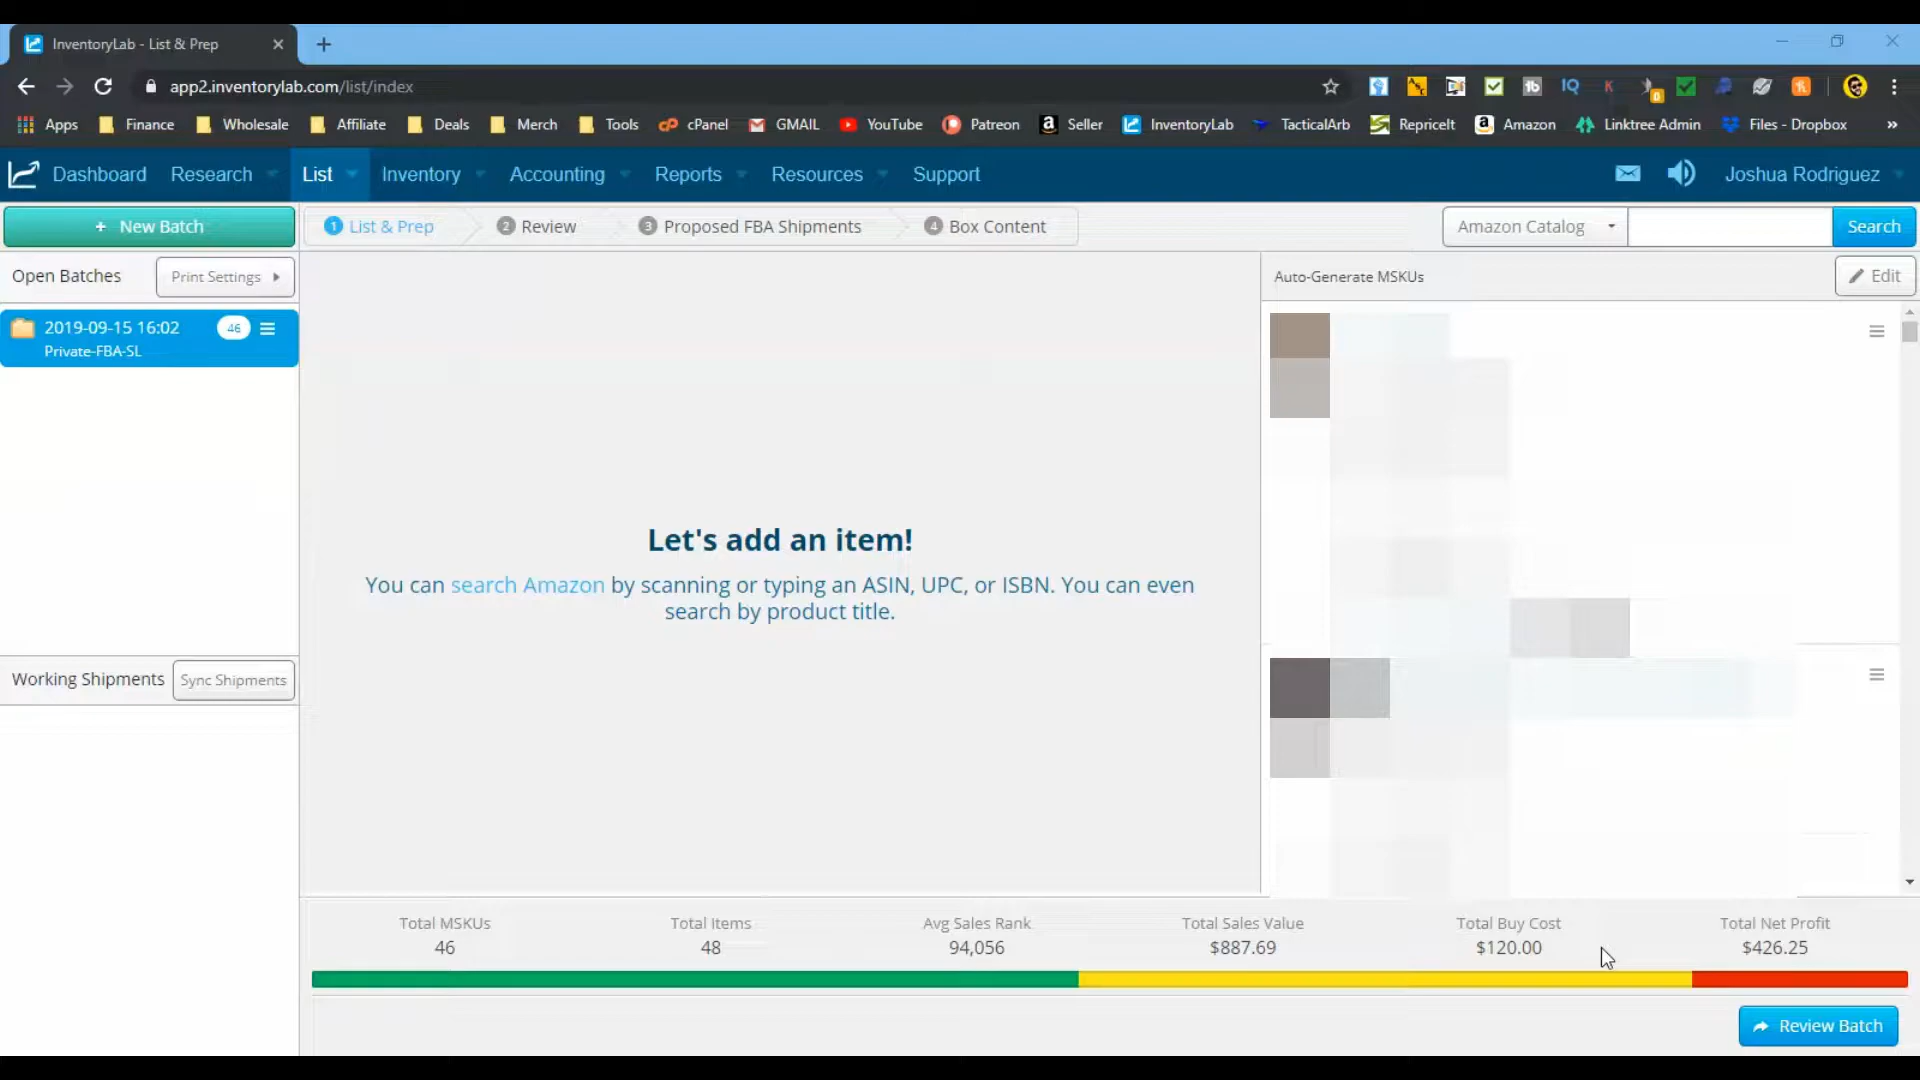 InventoryLab - List & Prep
app2.inventorylab.com/list/index
Apps Finance Wholesale Affiliate Deals Merch Tools cPanel GMAIL YouTube Patreon Seller InventoryLab TacticalArb RepriceIt Amazon Linktree Admin Files - Dropbox »
Dashboard Research List Inventory Accounting Reports Resources Support Joshua Rodriguez
+ New Batch 1 List & Prep 2 Review 3 Proposed FBA Shipments 4 Box Content Amazon Catalog Search
Open Batches Print Settings Auto-Generate MSKUs Edit
2019-09-15 16:02 46
Private-FBA-SL
Let's add an item!
You can search Amazon by scanning or typing an ASIN, UPC, or ISBN. You can even
search by product title.
Working Shipments Sync Shipments
Total MSKUs Total Items Avg Sales Rank Total Sales Value Total Buy Cost Total Net Profit
46 48 94,056 $887.69 $120.00 $426.25
Review Batch